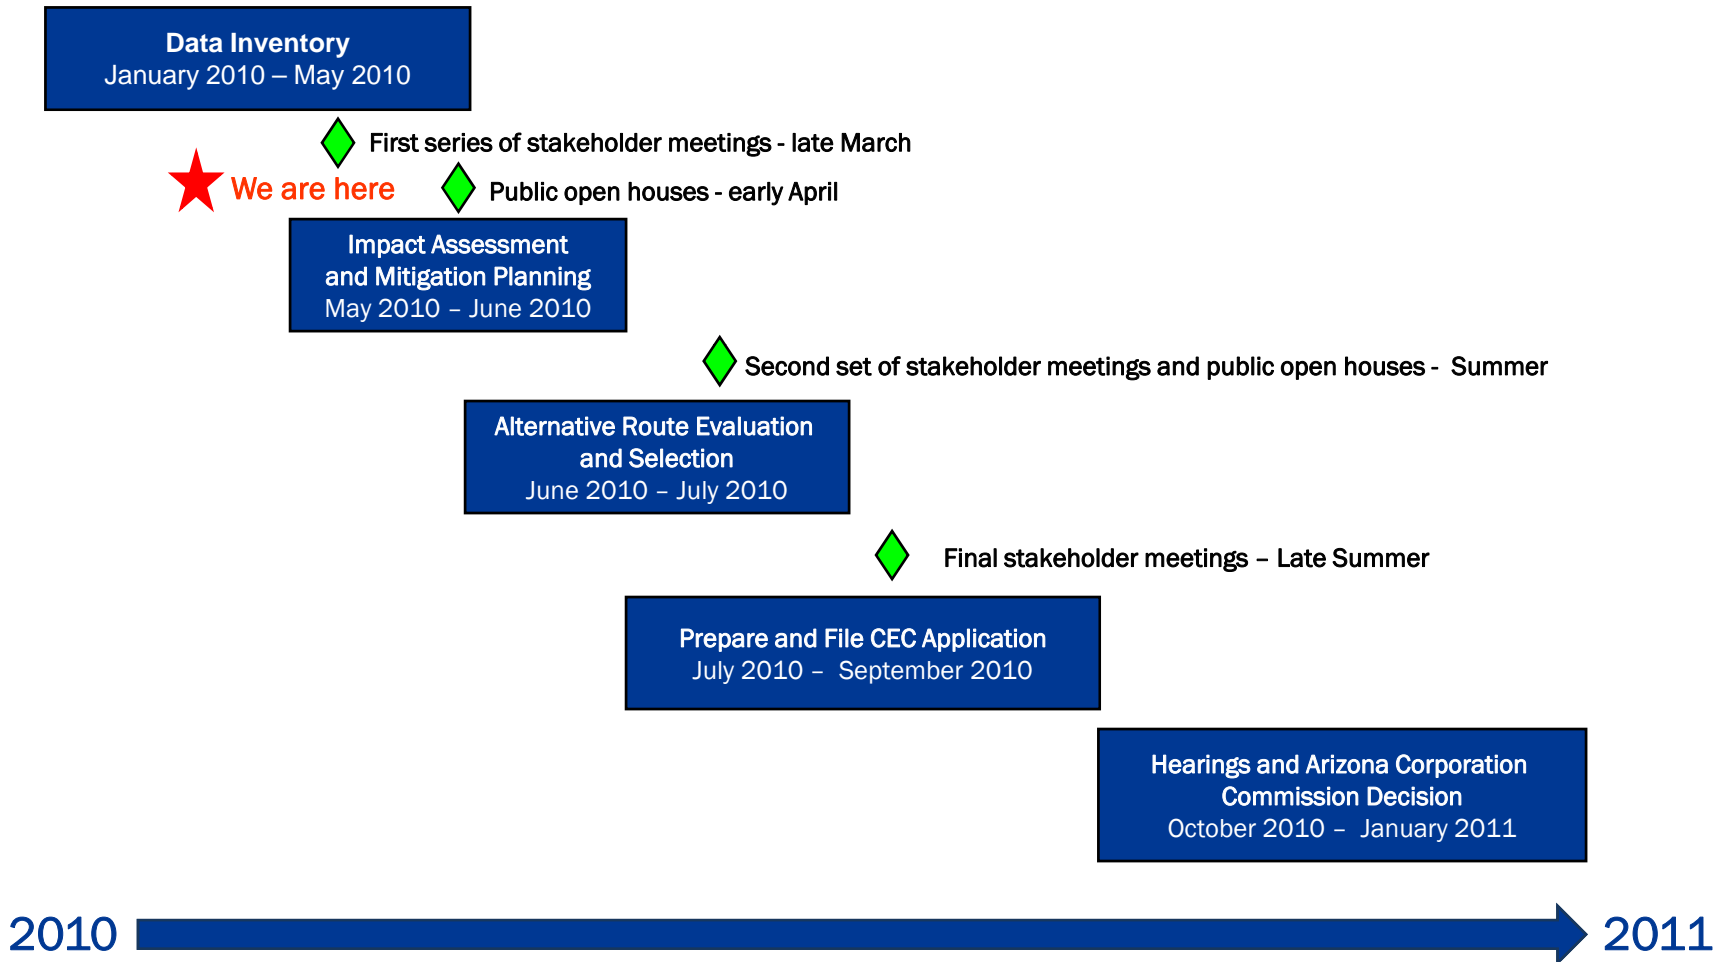 Data Inventory
January 2010 – May 2010
First series of stakeholder meetings - late March
We are here
Public open houses - early April
Impact Assessment
and Mitigation Planning
May 2010 – June 2010
Second set of stakeholder meetings and public open houses -  Summer
Alternative Route Evaluation
and Selection
June 2010 – July 2010
Final stakeholder meetings – Late Summer
Prepare and File CEC Application
July 2010 –  September 2010
Hearings and Arizona Corporation
Commission Decision
October 2010 –  January 2011
2010
2011